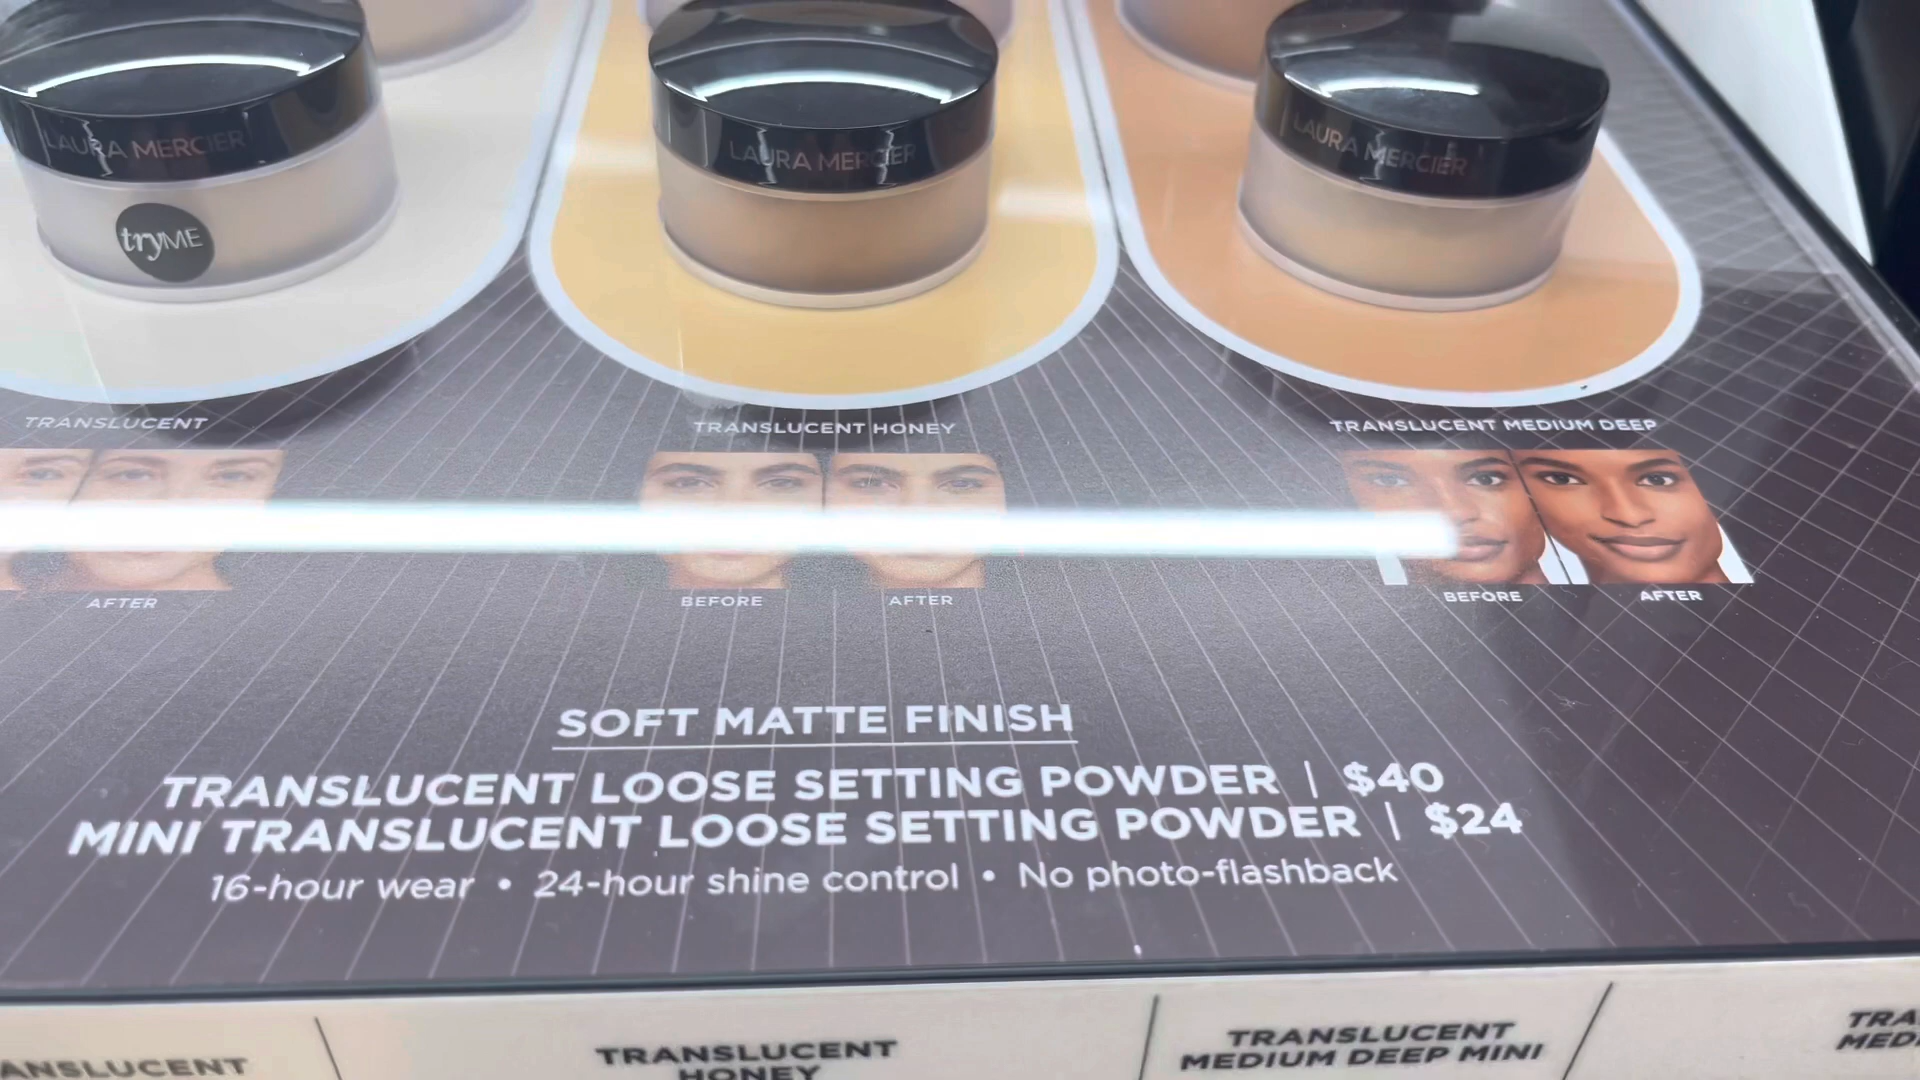 LAURA MERCIER
LAURA MERCIER
LAURA MERCIER
tryME
TRANSLUCENT
TRANSLUCENT HONEY
TRANSLUCENT MEDIUM DEEP
AFTER
BEFORE
AFTER
BEFORE
AFTER
SOFT MATTE FINISH
TRANSLUCENT LOOSE SETTING POWDER | $40
MINI TRANSLUCENT LOOSE SETTING POWDER | $24
16-hour wear • 24-hour shine control • No photo-flashback
TRANSLUCENT
HONEY
TRANSLUCENT
MEDIUM DEEP MINI